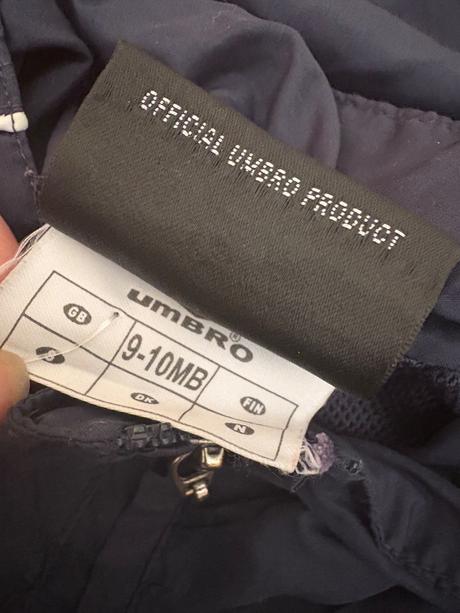 OFFICIAL UMBRO PRODUCT
umbro®
GB
9-10MB
FIN
S
DK
N